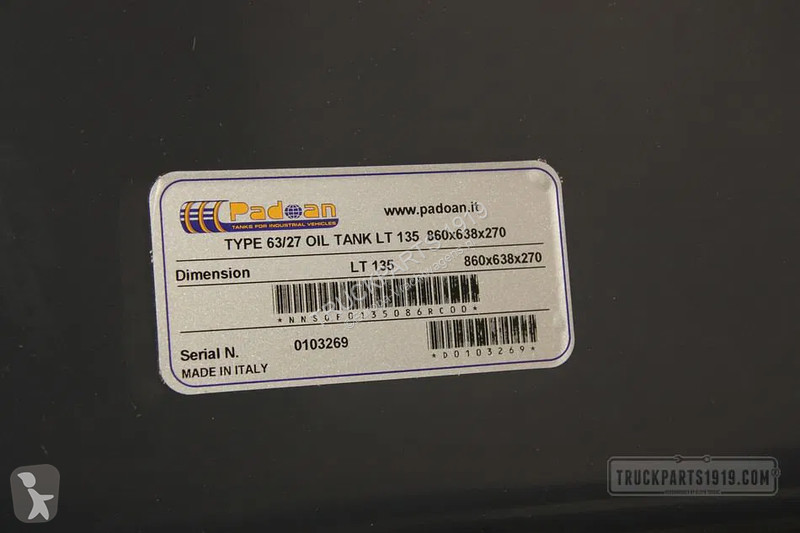 Padoan
TANKS FOR INDUSTRIAL VEHICLES
www.padoan.it
TYPE 63/27 OIL TANK LT 135 860x638x270
Dimension LT 135 860x638x270
*NNSOF0135086RC00*
Serial N. 0103269
*D0103269*
MADE IN ITALY
TRUCKPARTS1919.COM